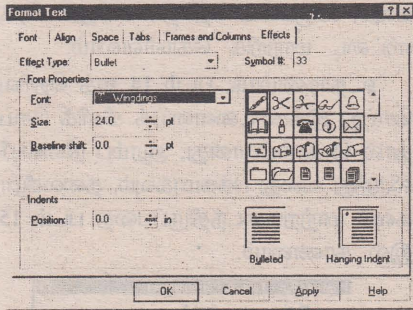 Format Text
Font Align Space Tabs Frames and Columns Effects
Effect Type: Bullet Symbol #: 33
Font Properties
Font: Wingdings
Size: 24.0 pt
Baseline shift: 0.0 pt
Indents
Position: 0.0 in
Bulleted Hanging Indent
OK Cancel Apply Help